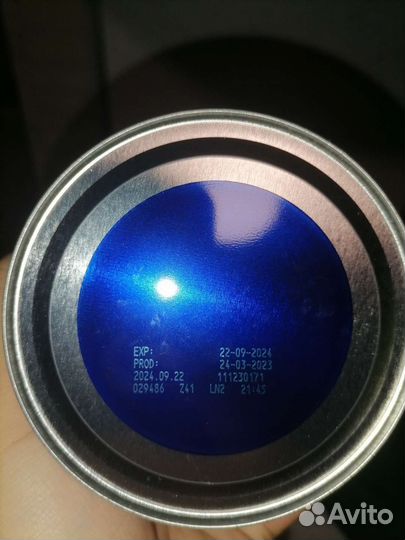 EXP: 22-09-2024
PROD: 24-03-2023
2024.09.22 111230171
029486 Z41 LN2 21:45
Avito